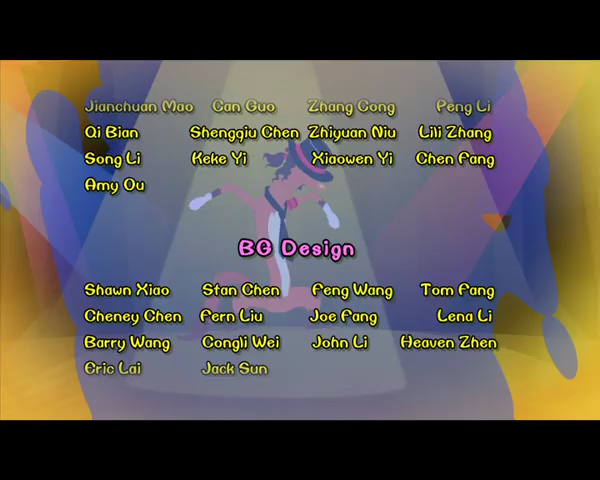 Jianchuan Mao Can Guo Zhang Cong Peng Li
Qi Bian Shengqiu Chen Zhiyuan Niu Lili Zhang
Song Li Keke Yi Xiaowen Yi Chen Fang
Amy Ou
BG Design
Shawn Xiao Stan Chen Feng Wang Tom Fang
Cheney Chen Fern Liu Joe Fang Lena Li
Barry Wang Congli Wei John Li Heaven Zhen
Eric Lai Jack Sun